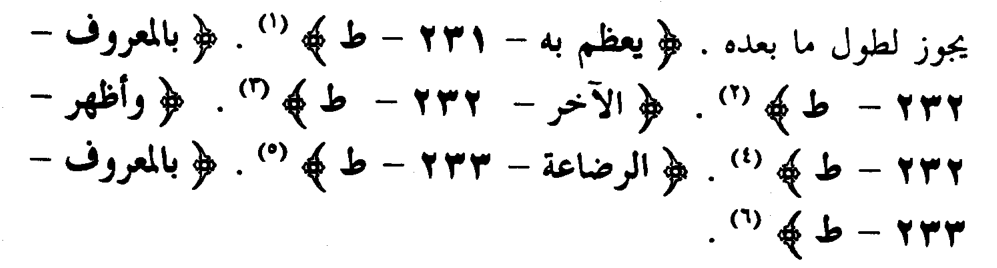 يجوز لطول ما بعده . ﴿ يعظم به – ٢٣١ – ط ﴾ (١) . ﴿ بالمعروف –
٢٣٢ – ط ﴾ (٢) . ﴿ الآخر – ٢٣٢ – ط ﴾ (٣) . ﴿ وأظهر –
٢٣٢ – ط ﴾ (٤) . ﴿ الرضاعة – ٢٣٣ – ط ﴾ (٥) . ﴿ بالمعروف –
٢٣٣ – ط ﴾ (٦) .